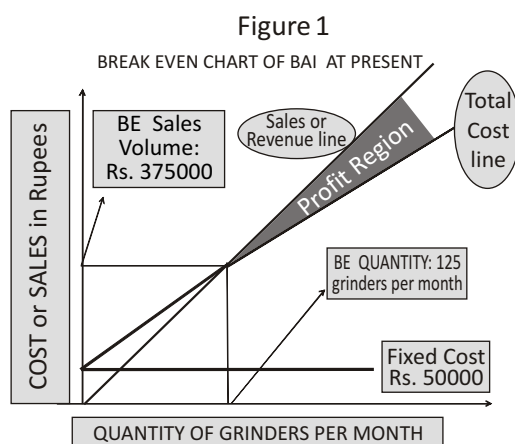 Figure 1
BREAK EVEN CHART OF BAI AT PRESENT
COST or SALES in Rupees
BE Sales
Volume:
Rs. 375000
Sales or
Revenue line
Profit Region
Total
Cost
line
BE QUANTITY: 125
grinders per month
Fixed Cost
Rs. 50000
QUANTITY OF GRINDERS PER MONTH